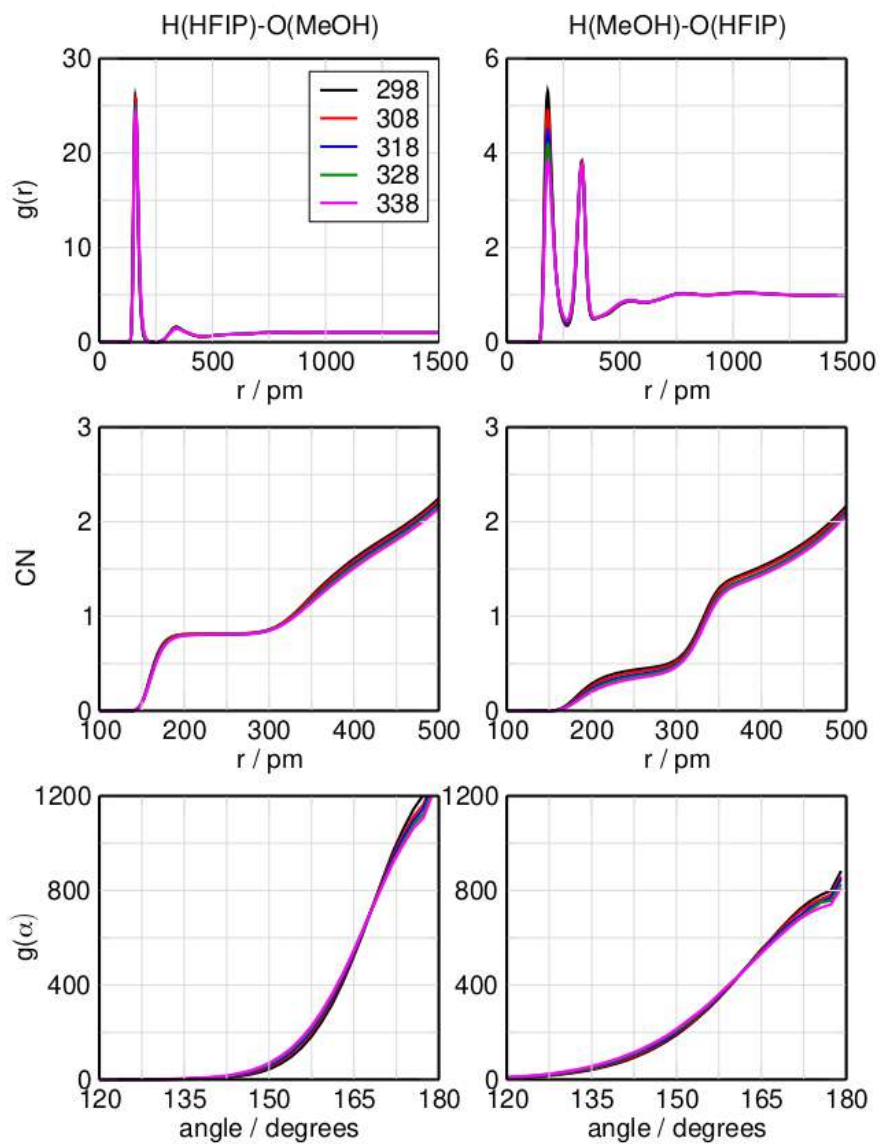 H(HFIP)-O(MeOH)
H(MeOH)-O(HFIP)
30
20
10
0
g(r)
298
308
318
328
338
0 500 1000 1500
r / pm
6
4
2
0
0 500 1000 1500
r / pm
3
2
1
0
CN
100 200 300 400 500
r / pm
3
2
1
0
100 200 300 400 500
r / pm
1200
800
400
0
g(α)
120 135 150 165 180
angle / degrees
1200
800
400
0
120 135 150 165 180
angle / degrees